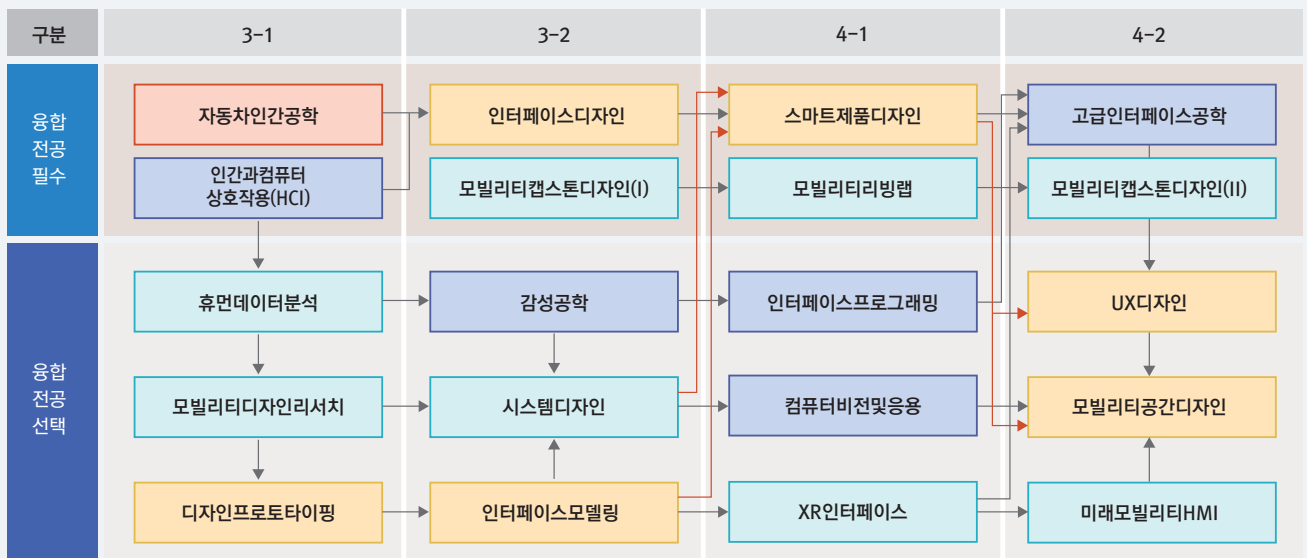 구분
3-1
3-2
4-1
4-2
융합
전공
필수
자동차인간공학
인터페이스디자인
스마트제품디자인
고급인터페이스공학
인간과컴퓨터
상호작용(HCI)
모빌리티캡스톤디자인(I)
모빌리티리빙랩
모빌리티캡스톤디자인(II)
융합
전공
선택
휴먼데이터분석
감성공학
인터페이스프로그래밍
UX디자인
모빌리티디자인리서치
시스템디자인
컴퓨터비전및응용
모빌리티공간디자인
디자인프로토타이핑
인터페이스모델링
XR인터페이스
미래모빌리티HMI